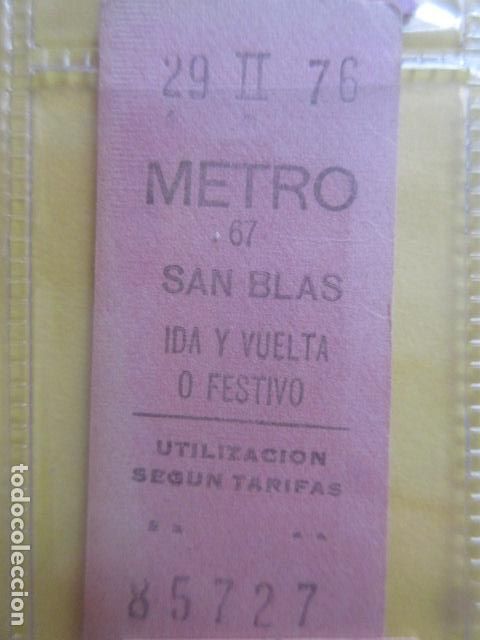 29 II 76
METRO
. 67
SAN BLAS
IDA Y VUELTA
O FESTIVO
UTILIZACION
SEGUN TARIFAS
85727
todocoleccion